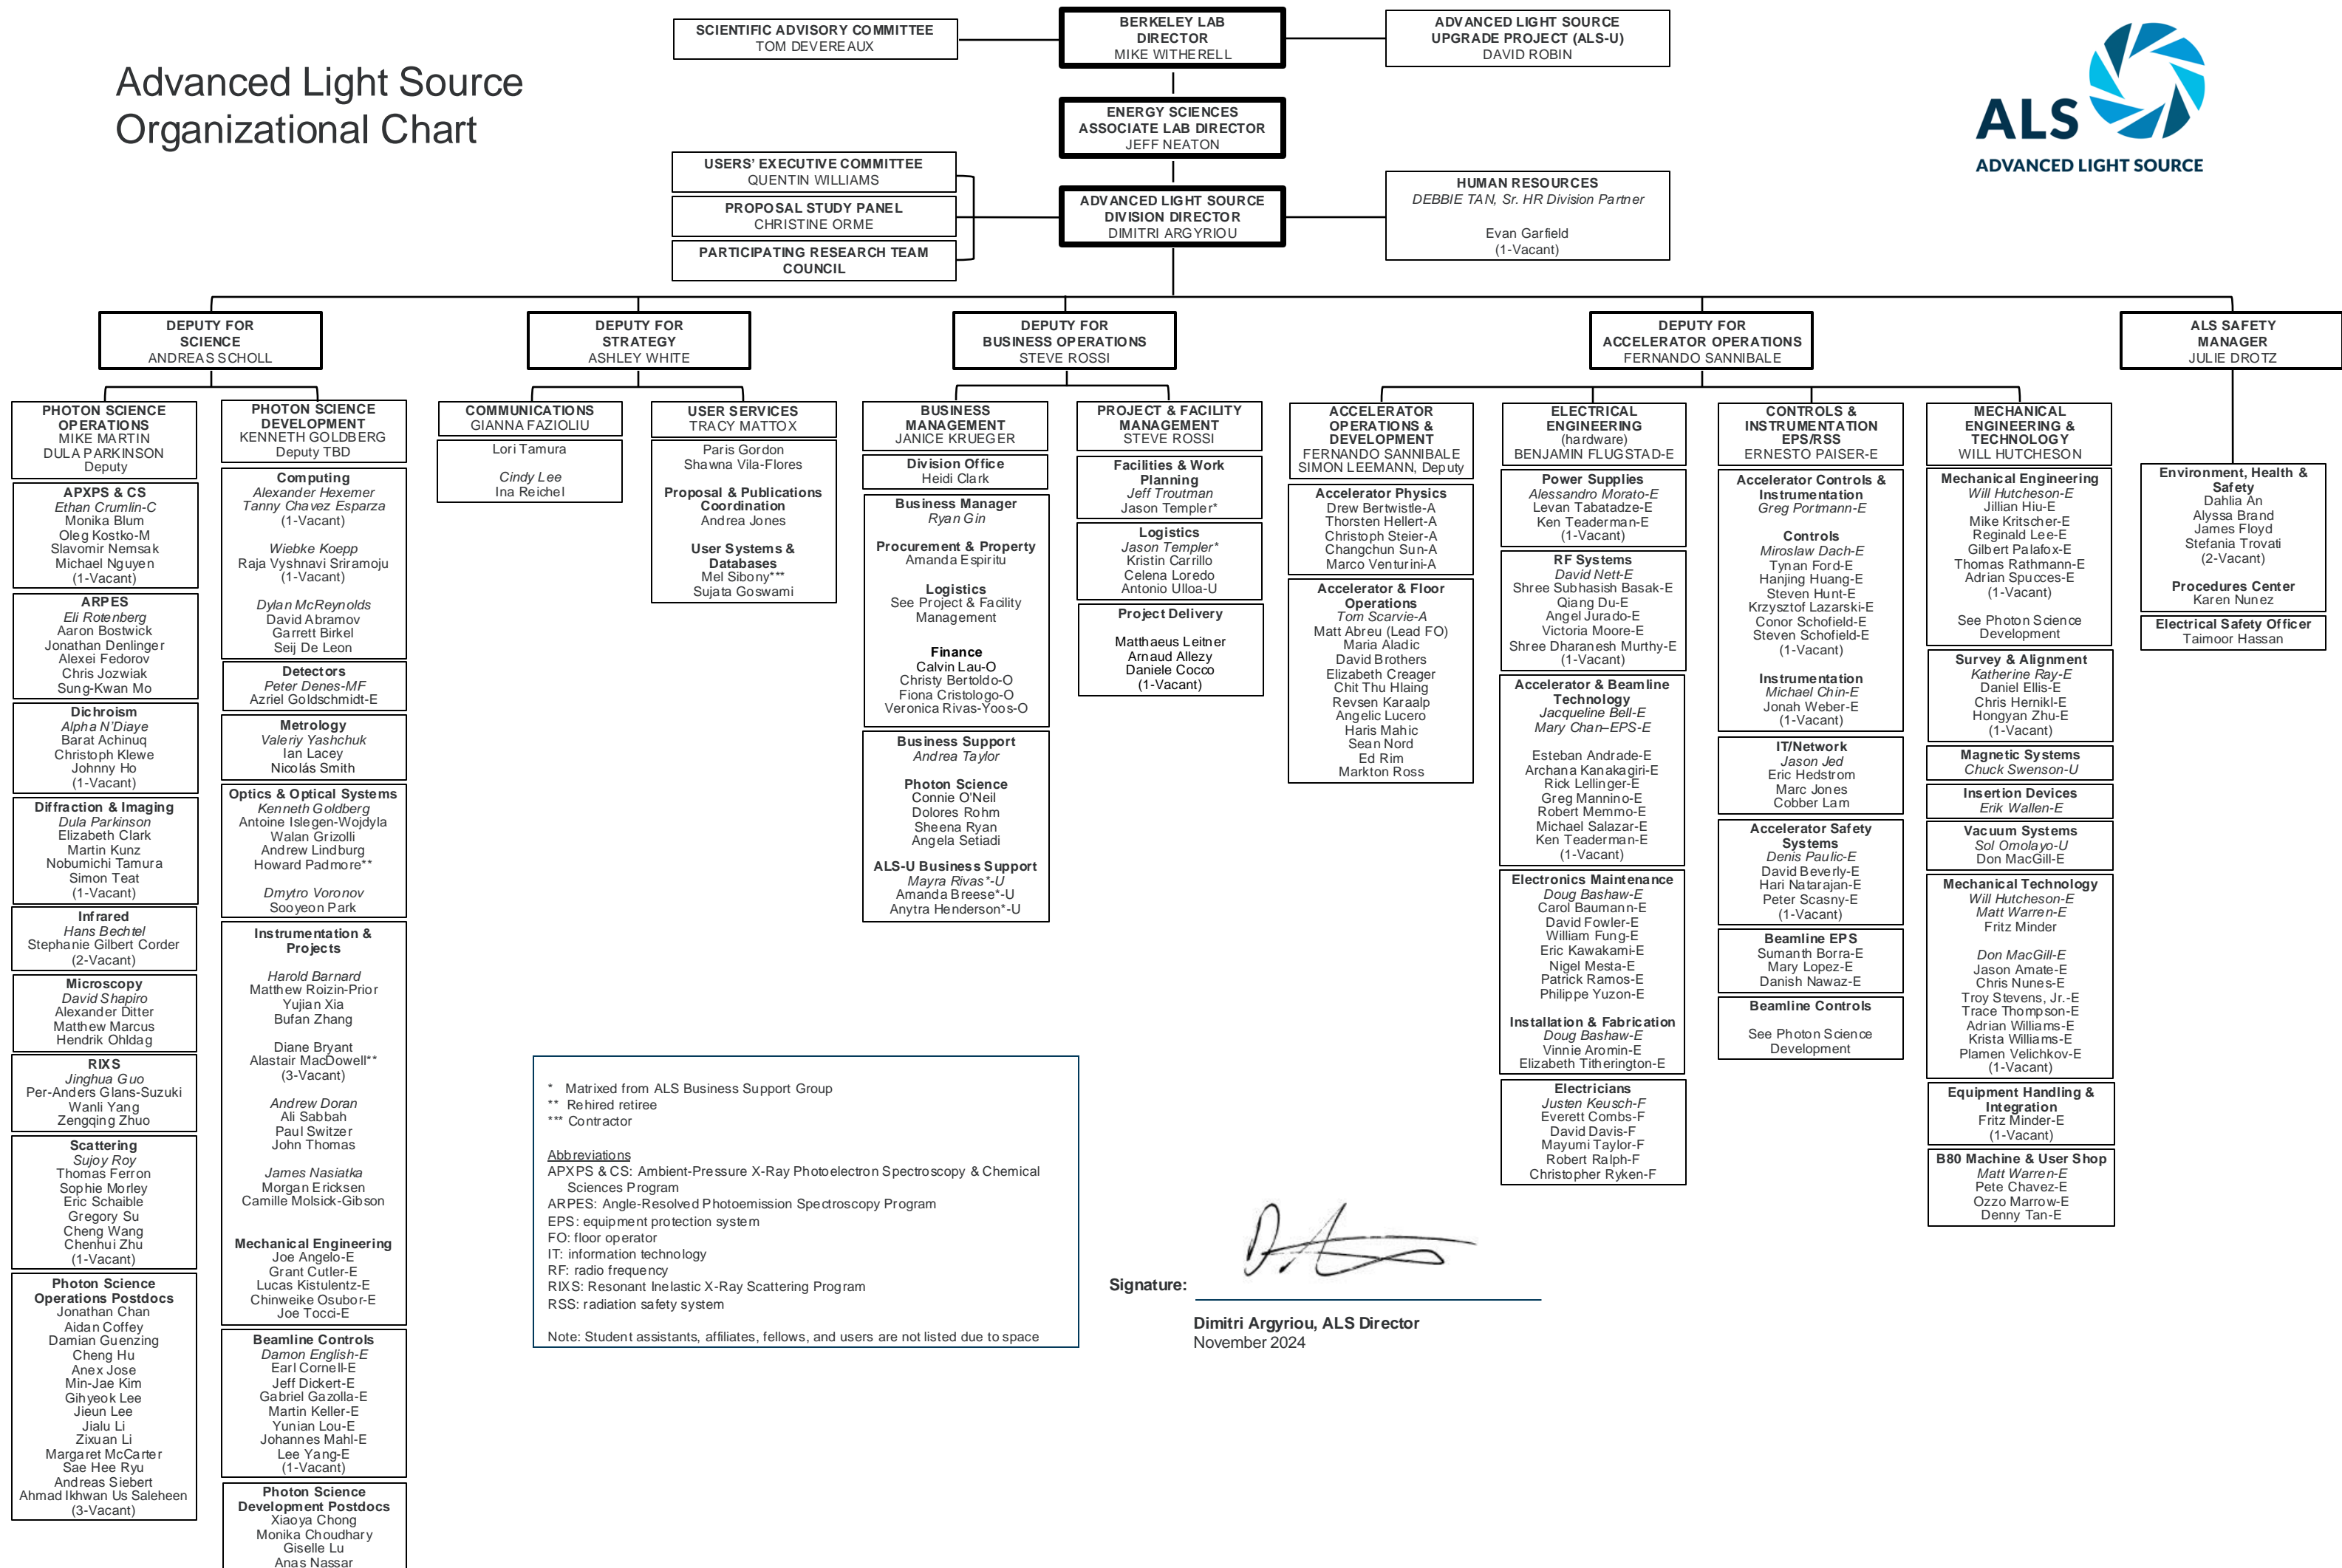 Advanced Light Source
Organizational Chart
SCIENTIFIC ADVISORY COMMITTEE
TOM DEVEREAUX
BERKELEY LAB
DIRECTOR
MIKE WITHERELL
ADVANCED LIGHT SOURCE
UPGRADE PROJECT (ALS-U)
DAVID ROBIN
ALS
ADVANCED LIGHT SOURCE
ENERGY SCIENCES
ASSOCIATE LAB DIRECTOR
JEFF NEATON
USERS' EXECUTIVE COMMITTEE
QUENTIN WILLIAMS
PROPOSAL STUDY PANEL
CHRISTINE ORME
PARTICIPATING RESEARCH TEAM
COUNCIL
ADVANCED LIGHT SOURCE
DIVISION DIRECTOR
DIMITRI ARGYRIOU
HUMAN RESOURCES
DEBBIE TAN, Sr. HR Division Partner
Evan Garfield
(1-Vacant)
DEPUTY FOR
SCIENCE
ANDREAS SCHOLL
DEPUTY FOR
STRATEGY
ASHLEY WHITE
DEPUTY FOR
BUSINESS OPERATIONS
STEVE ROSSI
DEPUTY FOR
ACCELERATOR OPERATIONS
FERNANDO SANNIBALE
ALS SAFETY
MANAGER
JULIE DROTZ
PHOTON SCIENCE
OPERATIONS
MIKE MARTIN
DULA PARKINSON
Deputy
APXPS & CS
Ethan Crumlin-C
Monika Blum
Oleg Kostko-M
Slavomir Nemsak
Michael Nguyen
(1-Vacant)
ARPES
Eli Rotenberg
Aaron Bostwick
Jonathan Denlinger
Alexei Fedorov
Chris Jozwiak
Sung-Kwan Mo
Dichroism
Alpha N'Diaye
Barat Achinuq
Christoph Klewe
Johnny Ho
(1-Vacant)
Diffraction & Imaging
Dula Parkinson
Elizabeth Clark
Martin Kunz
Nobumichi Tamura
Simon Teat
(1-Vacant)
Infrared
Hans Bechtel
Stephanie Gilbert Corder
(2-Vacant)
Microscopy
David Shapiro
Alexander Ditter
Matthew Marcus
Hendrik Ohldag
RIXS
Jinghua Guo
Per-Anders Glans-Suzuki
Wanli Yang
Zengqing Zhuo
Scattering
Sujoy Roy
Thomas Ferron
Sophie Morley
Eric Schaible
Gregory Su
Cheng Wang
Chenhui Zhu
(1-Vacant)
Photon Science
Operations Postdocs
Jonathan Chan
Aidan Coffey
Damian Guenzing
Cheng Hu
Anex Jose
Min-Jae Kim
Gihyeok Lee
Jieun Lee
Jialu Li
Zixuan Li
Margaret McCarter
Sae Hee Ryu
Andreas Siebert
Ahmad Ikhwan Us Saleheen
(3-Vacant)
PHOTON SCIENCE
DEVELOPMENT
KENNETH GOLDBERG
Deputy TBD
Computing
Alexander Hexemer
Tanny Chavez Esparza
(1-Vacant)
Wiebke Koepp
Raja Vyshnavi Sriramoju
(1-Vacant)
Dylan McReynolds
David Abramov
Garrett Birkel
Seij De Leon
Detectors
Peter Denes-MF
Azriel Goldschmidt-E
Metrology
Valeriy Yashchuk
Ian Lacey
Nicolás Smith
Optics & Optical Systems
Kenneth Goldberg
Antoine Islegen-Wojdyla
Walan Grizolli
Andrew Lindburg
Howard Padmore**
Dmytro Voronov
Sooyeon Park
Instrumentation &
Projects
Harold Barnard
Matthew Roizin-Prior
Yujian Xia
Bufan Zhang
Diane Bryant
Alastair MacDowell**
(3-Vacant)
Andrew Doran
Ali Sabbah
Paul Switzer
John Thomas
James Nasiatka
Morgan Ericksen
Camille Molsick-Gibson
Mechanical Engineering
Joe Angelo-E
Grant Cutler-E
Lucas Kistulentz-E
Chinweike Osubor-E
Joe Tocci-E
Beamline Controls
Damon English-E
Earl Cornell-E
Jeff Dickert-E
Gabriel Gazolla-E
Martin Keller-E
Yunian Lou-E
Johannes Mahl-E
Lee Yang-E
(1-Vacant)
Photon Science
Development Postdocs
Xiaoya Chong
Monika Choudhary
Giselle Lu
Anas Nassar
COMMUNICATIONS
GIANNA FAZIOLIU
Lori Tamura
Cindy Lee
Ina Reichel
USER SERVICES
TRACY MATTOX
Paris Gordon
Shawna Vila-Flores
Proposal & Publications
Coordination
Andrea Jones
User Systems &
Databases
Mel Sibony***
Sujata Goswami
BUSINESS
MANAGEMENT
JANICE KRUEGER
Division Office
Heidi Clark
Business Manager
Ryan Gin
Procurement & Property
Amanda Espiritu
Logistics
See Project & Facility
Management
Finance
Calvin Lau-O
Christy Bertoldo-O
Fiona Cristologo-O
Veronica Rivas-Yoos-O
Business Support
Andrea Taylor
Photon Science
Connie O'Neil
Dolores Rohm
Sheena Ryan
Angela Setiadi
ALS-U Business Support
Mayra Rivas*-U
Amanda Breese*-U
Anytra Henderson*-U
PROJECT & FACILITY
MANAGEMENT
STEVE ROSSI
Facilities & Work
Planning
Jeff Troutman
Jason Templer*
Logistics
Jason Templer*
Kristin Carrillo
Celena Loredo
Antonio Ulloa-U
Project Delivery
Matthaeus Leitner
Arnaud Allezy
Daniele Cocco
(1-Vacant)
ACCELERATOR
OPERATIONS &
DEVELOPMENT
FERNANDO SANNIBALE
SIMON LEEMANN, Deputy
Accelerator Physics
Drew Bertwistle-A
Thorsten Hellert-A
Christoph Steier-A
Changchun Sun-A
Marco Venturini-A
Accelerator & Floor
Operations
Tom Scarvie-A
Matt Abreu (Lead FO)
Maria Aladic
David Brothers
Elizabeth Creager
Chit Thu Hlaing
Revsen Karaalp
Angelic Lucero
Haris Mahic
Sean Nord
Ed Rim
Markton Ross
ELECTRICAL
ENGINEERING
(hardware)
BENJAMIN FLUGSTAD-E
Power Supplies
Alessandro Morato-E
Levan Tabatadze-E
Ken Teaderman-E
(1-Vacant)
RF Systems
David Nett-E
Shree Subhasish Basak-E
Qiang Du-E
Angel Jurado-E
Victoria Moore-E
Shree Dharanesh Murthy-E
(1-Vacant)
Accelerator & Beamline
Technology
Jacqueline Bell-E
Mary Chan–EPS-E
Esteban Andrade-E
Archana Kanakagiri-E
Rick Lellinger-E
Greg Mannino-E
Robert Memmo-E
Michael Salazar-E
Ken Teaderman-E
(1-Vacant)
Electronics Maintenance
Doug Bashaw-E
Carol Baumann-E
David Fowler-E
William Fung-E
Eric Kawakami-E
Nigel Mesta-E
Patrick Ramos-E
Philippe Yuzon-E
Installation & Fabrication
Doug Bashaw-E
Vinnie Aromin-E
Elizabeth Titherington-E
Electricians
Justen Keusch-F
Everett Combs-F
David Davis-F
Mayumi Taylor-F
Robert Ralph-F
Christopher Ryken-F
CONTROLS &
INSTRUMENTATION
EPS/RSS
ERNESTO PAISER-E
Accelerator Controls &
Instrumentation
Greg Portmann-E
Controls
Miroslaw Dach-E
Tynan Ford-E
Hanjing Huang-E
Steven Hunt-E
Krzysztof Lazarski-E
Conor Schofield-E
Steven Schofield-E
(1-Vacant)
Instrumentation
Michael Chin-E
Jonah Weber-E
(1-Vacant)
IT/Network
Jason Jed
Eric Hedstrom
Marc Jones
Cobber Lam
Accelerator Safety
Systems
Denis Paulic-E
David Beverly-E
Hari Natarajan-E
Peter Scasny-E
(1-Vacant)
Beamline EPS
Sumanth Borra-E
Mary Lopez-E
Danish Nawaz-E
Beamline Controls
See Photon Science
Development
MECHANICAL
ENGINEERING &
TECHNOLOGY
WILL HUTCHESON
Mechanical Engineering
Will Hutcheson-E
Jillian Hiu-E
Mike Kritscher-E
Reginald Lee-E
Gilbert Palafox-E
Thomas Rathmann-E
Adrian Spucces-E
(1-Vacant)
See Photon Science
Development
Survey & Alignment
Katherine Ray-E
Daniel Ellis-E
Chris Hernikl-E
Hongyan Zhu-E
(1-Vacant)
Magnetic Systems
Chuck Swenson-U
Insertion Devices
Erik Wallen-E
Vacuum Systems
Sol Omolayo-U
Don MacGill-E
Mechanical Technology
Will Hutcheson-E
Matt Warren-E
Fritz Minder
Don MacGill-E
Jason Amate-E
Chris Nunes-E
Troy Stevens, Jr.-E
Trace Thompson-E
Adrian Williams-E
Krista Williams-E
Plamen Velichkov-E
(1-Vacant)
Equipment Handling &
Integration
Fritz Minder-E
(1-Vacant)
B80 Machine & User Shop
Matt Warren-E
Pete Chavez-E
Ozzo Marrow-E
Denny Tan-E
Environment, Health &
Safety
Dahlia An
Alyssa Brand
James Floyd
Stefania Trovati
(2-Vacant)
Procedures Center
Karen Nunez
Electrical Safety Officer
Taimoor Hassan
* Matrixed from ALS Business Support Group
** Rehired retiree
*** Contractor
Abbreviations
APXPS & CS: Ambient-Pressure X-Ray Photoelectron Spectroscopy & Chemical
Sciences Program
ARPES: Angle-Resolved Photoemission Spectroscopy Program
EPS: equipment protection system
FO: floor operator
IT: information technology
RF: radio frequency
RIXS: Resonant Inelastic X-Ray Scattering Program
RSS: radiation safety system
Note: Student assistants, affiliates, fellows, and users are not listed due to space
Signature:
Dimitri Argyriou, ALS Director
November 2024